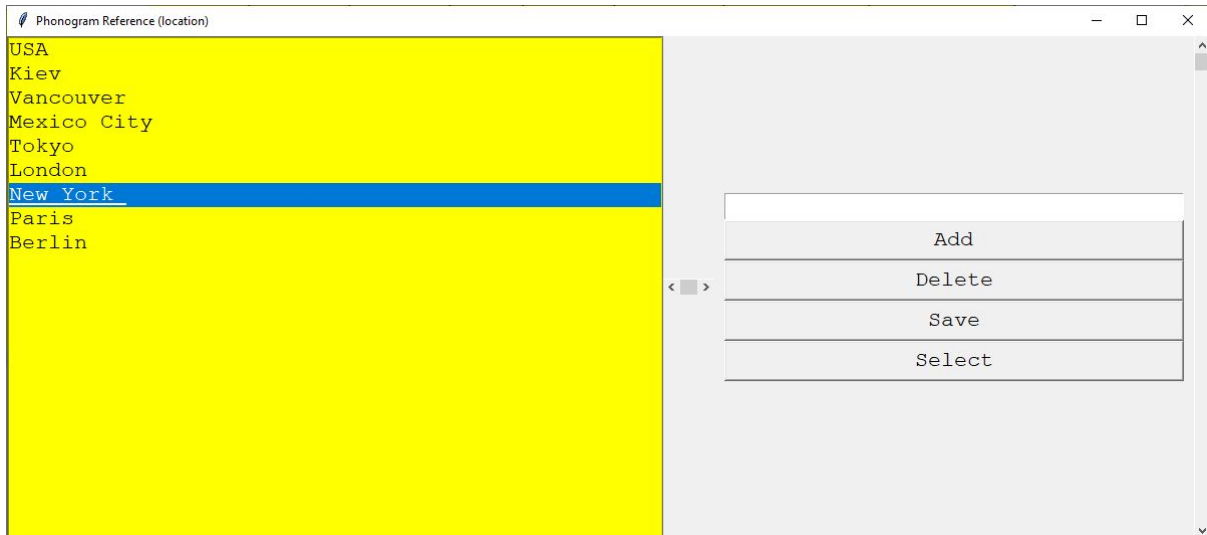 Phonogram Reference (location)
USA
Kiev
Vancouver
Mexico City
Tokyo
London
New York
Paris
Berlin
Add
Delete
Save
Select